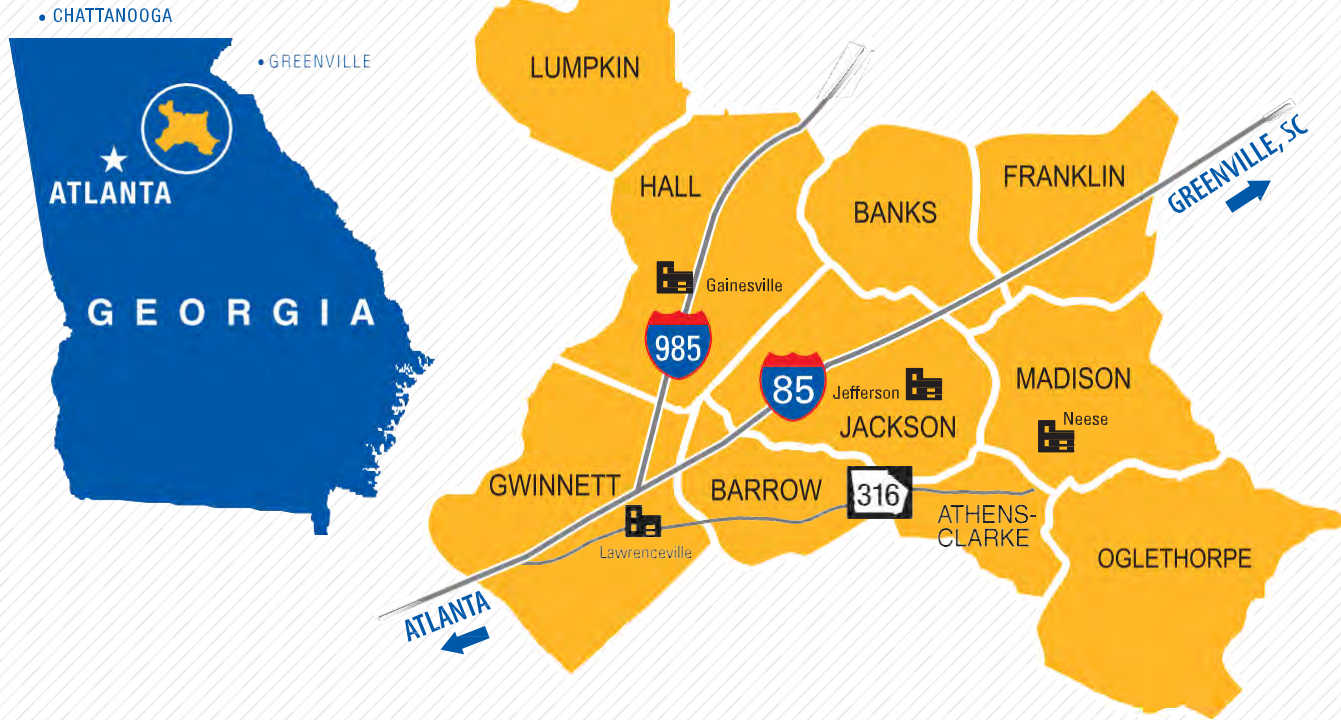 • CHATTANOOGA
• GREENVILLE
ATLANTA
GEORGIA
LUMPKIN
HALL
BANKS
FRANKLIN
GREENVILLE, SC
Gainesville
985
85
Jefferson
JACKSON
MADISON
Neese
GWINNETT
BARROW
316
ATHENS-
CLARKE
Lawrenceville
OGLETHORPE
ATLANTA